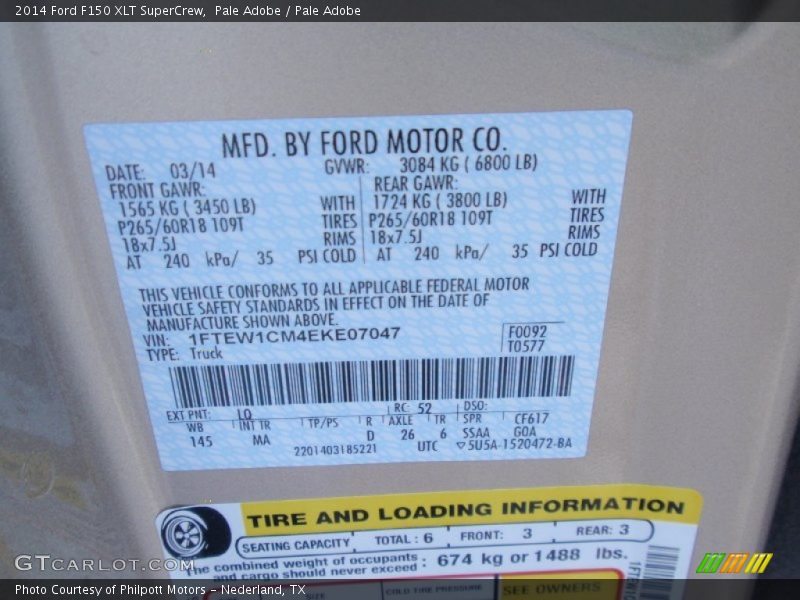 2014 Ford F150 XLT SuperCrew, Pale Adobe / Pale Adobe
MFD. BY FORD MOTOR CO.
DATE: 03/14 GVWR: 3084 KG ( 6800 LB)
FRONT GAWR: REAR GAWR:
1565 KG ( 3450 LB) WITH 1724 KG ( 3800 LB) WITH
P265/60R18 109T TIRES P265/60R18 109T TIRES
18x7.5J RIMS 18x7.5J RIMS
AT 240 kPa/ 35 PSI COLD AT 240 kPa/ 35 PSI COLD
THIS VEHICLE CONFORMS TO ALL APPLICABLE FEDERAL MOTOR
VEHICLE SAFETY STANDARDS IN EFFECT ON THE DATE OF
MANUFACTURE SHOWN ABOVE.
VIN: 1FTEW1CM4EKE07047 F0092
TYPE: Truck T0577
EXT PNT: LQ RC: 52 DSO:
WB INT TR TP/PS R AXLE TR SPR CF617
145 MA D 26 6 SSAA GOA
2201403185221 UTC ▽5U5A-1520472-BA
TIRE AND LOADING INFORMATION
SEATING CAPACITY TOTAL : 6 FRONT: 3 REAR: 3
The combined weight of occupants
and cargo should never exceed : 674 kg or 1488 lbs.
COLD TIRE PRESSURE SEE OWNERS
GTCARLOT.COM
Photo Courtesy of Philpott Motors - Nederland, TX